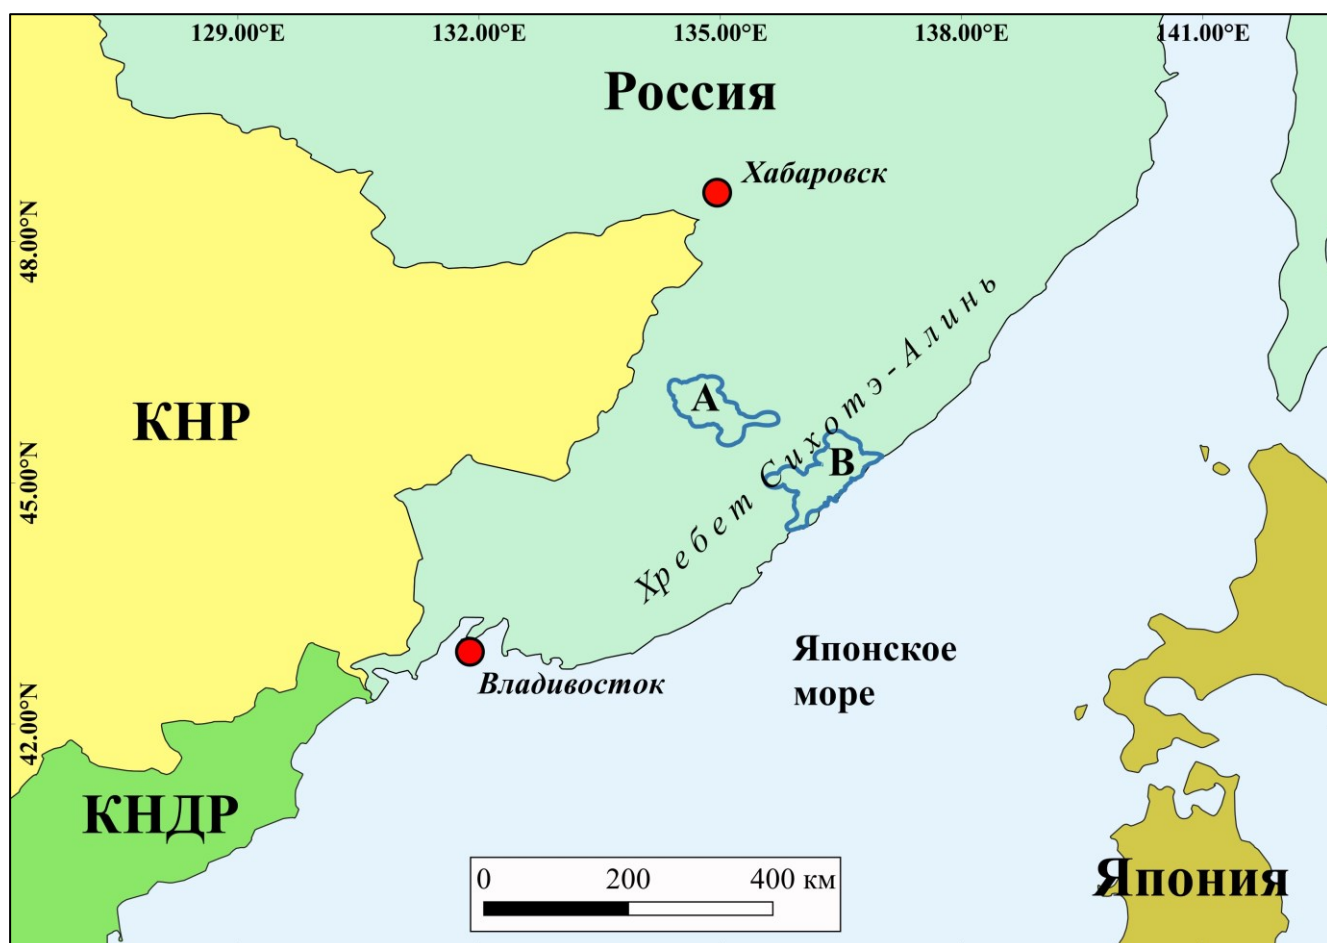 129.00°E 132.00°E 135.00°E 138.00°E 141.00°E
Россия
Хабаровск
48.00°N
Хребет Сихотэ-Алинь
A
КНР
B
45.00°N
Японское
море
Владивосток
42.00°N
КНДР
0 200 400 км
Япония